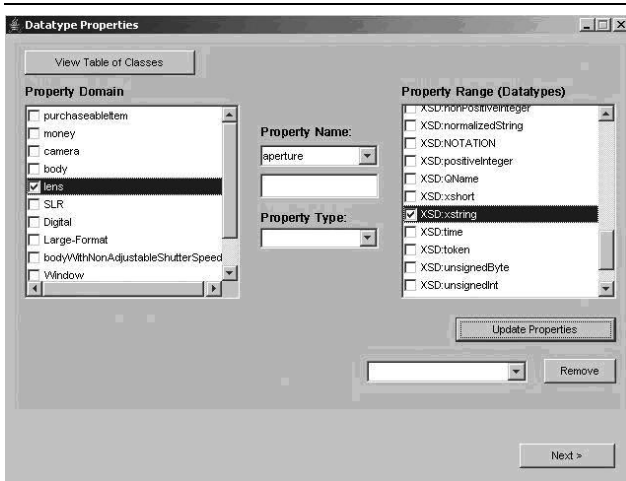 Datatype Properties
View Table of Classes
Property Domain
purchaseableItem
money
camera
body
lens
SLR
Digital
Large-Format
bodyWithNonAdjustableShutterSpeed
Window
Property Name:
aperture
Property Type:
Property Range (Datatypes)
XSD:nonPositiveInteger
XSD:normalizedString
XSD:NOTATION
XSD:positiveInteger
XSD:QName
XSD:xshort
XSD:xstring
XSD:time
XSD:token
XSD:unsignedByte
XSD:unsignedInt
Update Properties
Remove
Next >